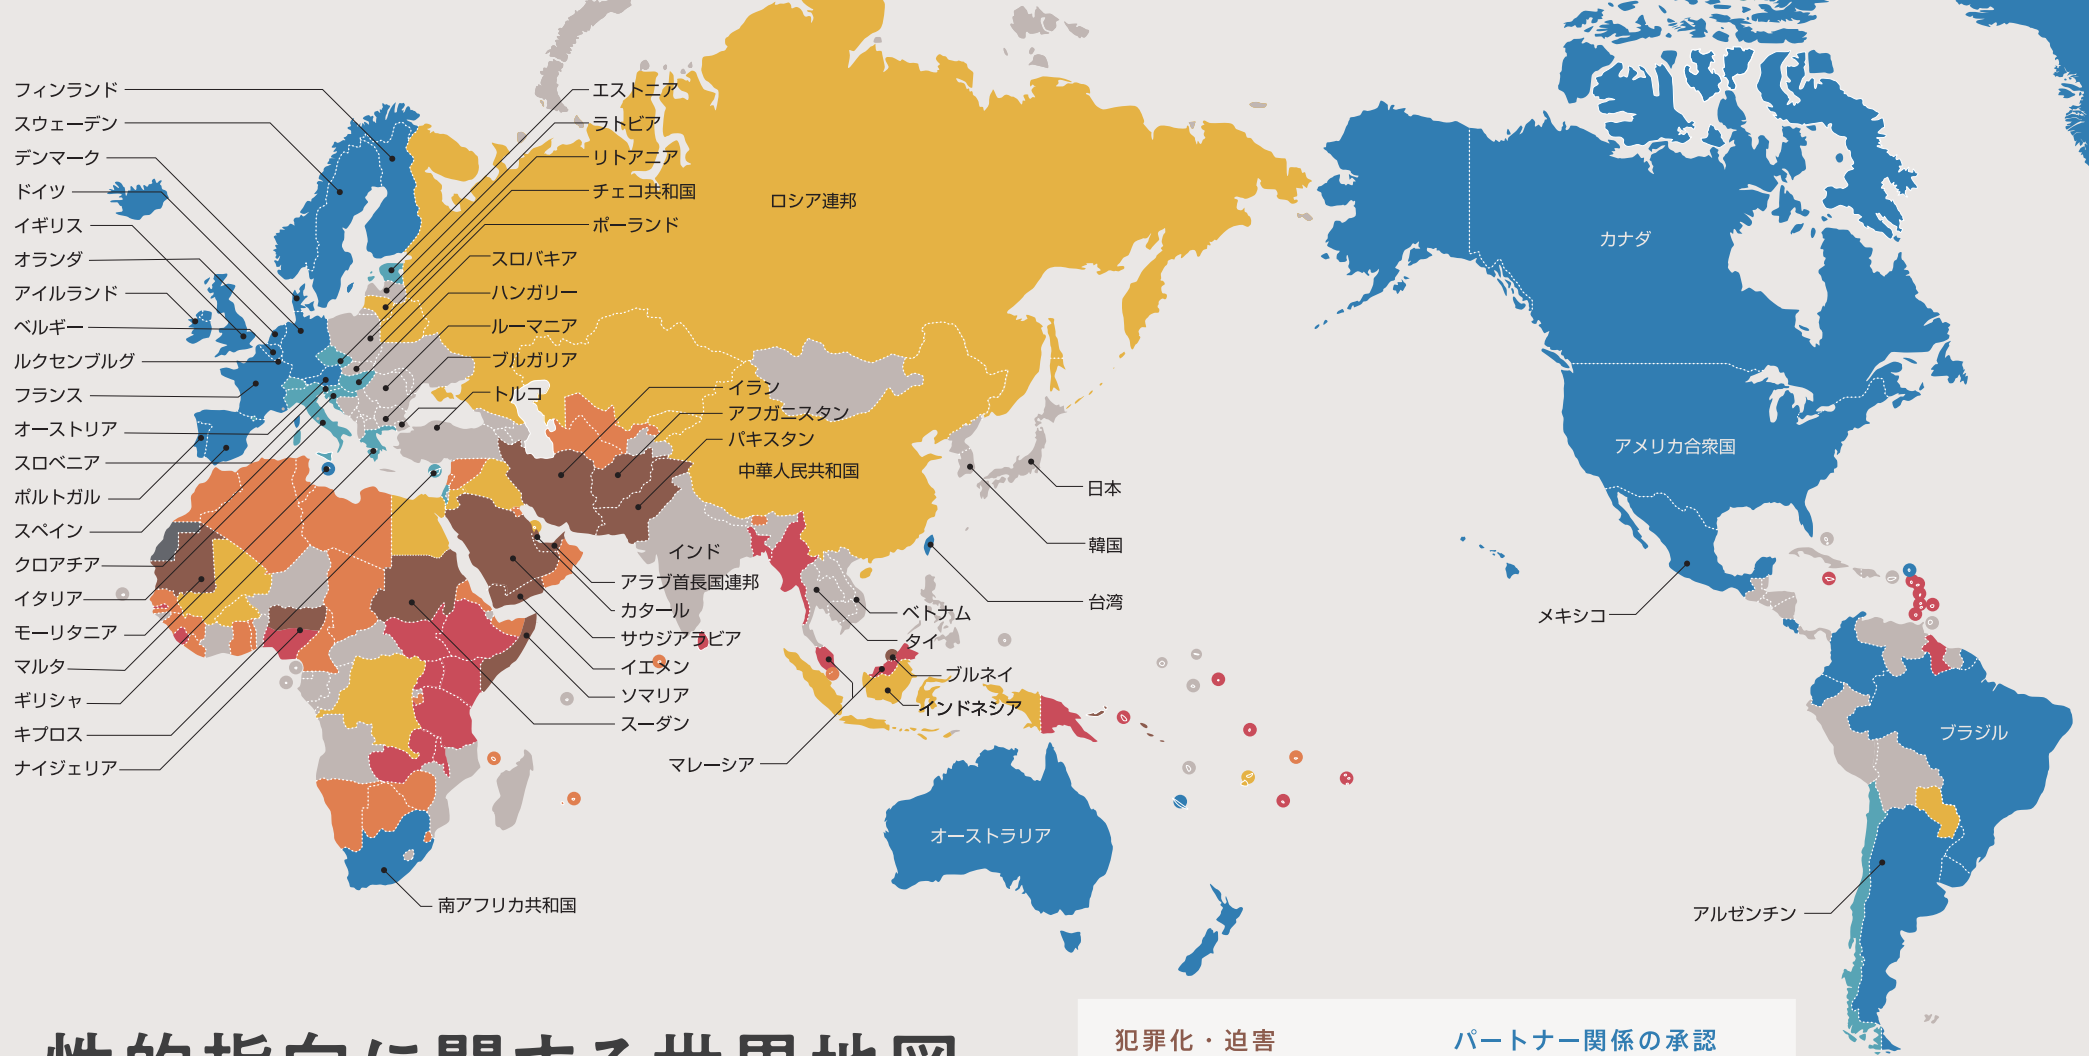 フィンランド
スウェーデン
デンマーク
ドイツ
イギリス
オランダ
アイルランド
ベルギー
ルクセンブルグ
フランス
オーストリア
スロベニア
ポルトガル
スペイン
クロアチア
イタリア
モーリタニア
マルタ
ギリシャ
キプロス
ナイジェリア
エストニア
ラトビア
リトアニア
チェコ共和国
ポーランド
スロバキア
ハンガリー
ルーマニア
ブルガリア
トルコ
ロシア連邦
イラン
アフガニスタン
パキスタン
中華人民共和国
インド
アラブ首長国連邦
カタール
サウジアラビア
イエメン
ソマリア
スーダン
マレーシア
南アフリカ共和国
ベトナム
タイ
ブルネイ
インドネシア
日本
韓国
台湾
オーストラリア
カナダ
アメリカ合衆国
メキシコ
ブラジル
アルゼンチン
性的指向に関する世界地図
犯罪化・迫害
パートナー関係の承認